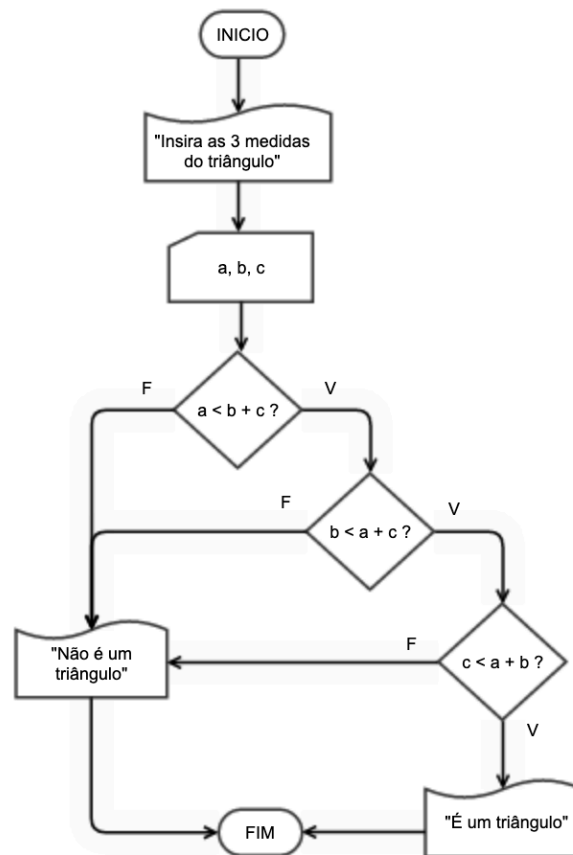 INICIO
"Insira as 3 medidas
do triângulo"
a, b, c
F
V
a < b + c ?
F
V
b < a + c ?
F
c < a + b ?
"Não é um
triângulo"
V
"É um triângulo"
FIM